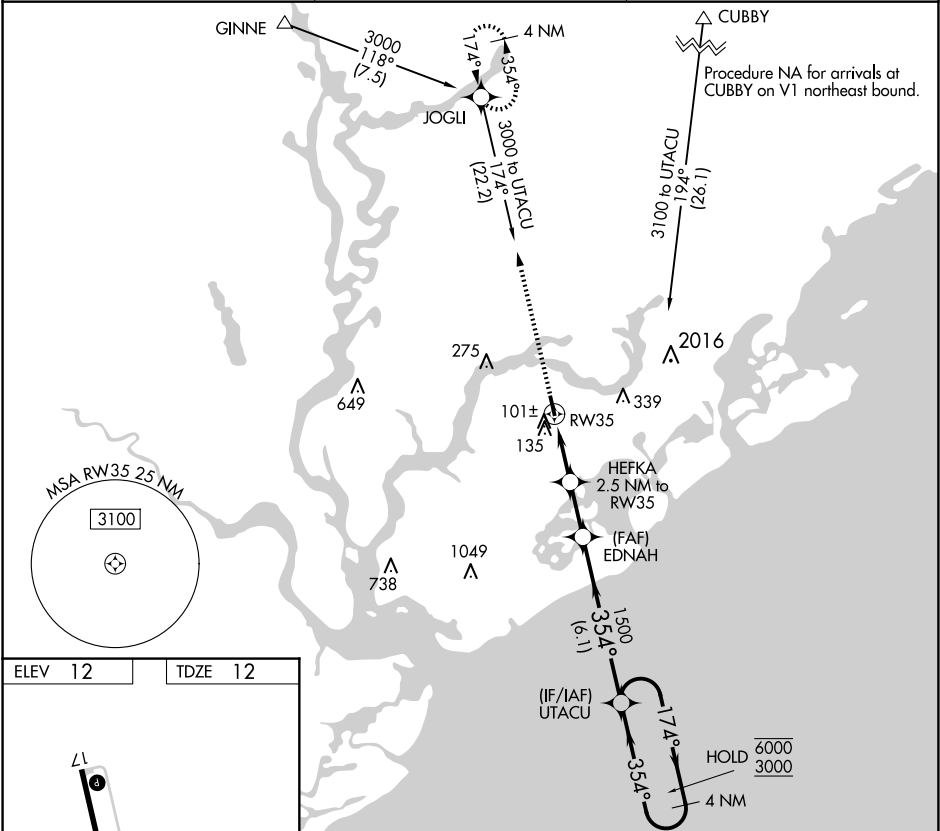 GINNE
3000
118°
(7.5)
174°
354°
4 NM
JOGLI
3000 to UTACU
174°
(22.2)
CUBBY
Procedure NA for arrivals at
CUBBY on V1 northeast bound.
3100 to UTACU
194°
(26.1)
2016
275
649
339
101±
135
RW35
HEFKA
2.5 NM to
RW35
(FAF)
EDNAH
MSA RW35 25 NM
3100
738
1049
1500
354°
(6.1)
(IF/IAF)
UTACU
174°
354°
HOLD
6000
3000
4 NM
ELEV 12
TDZE 12
17
P